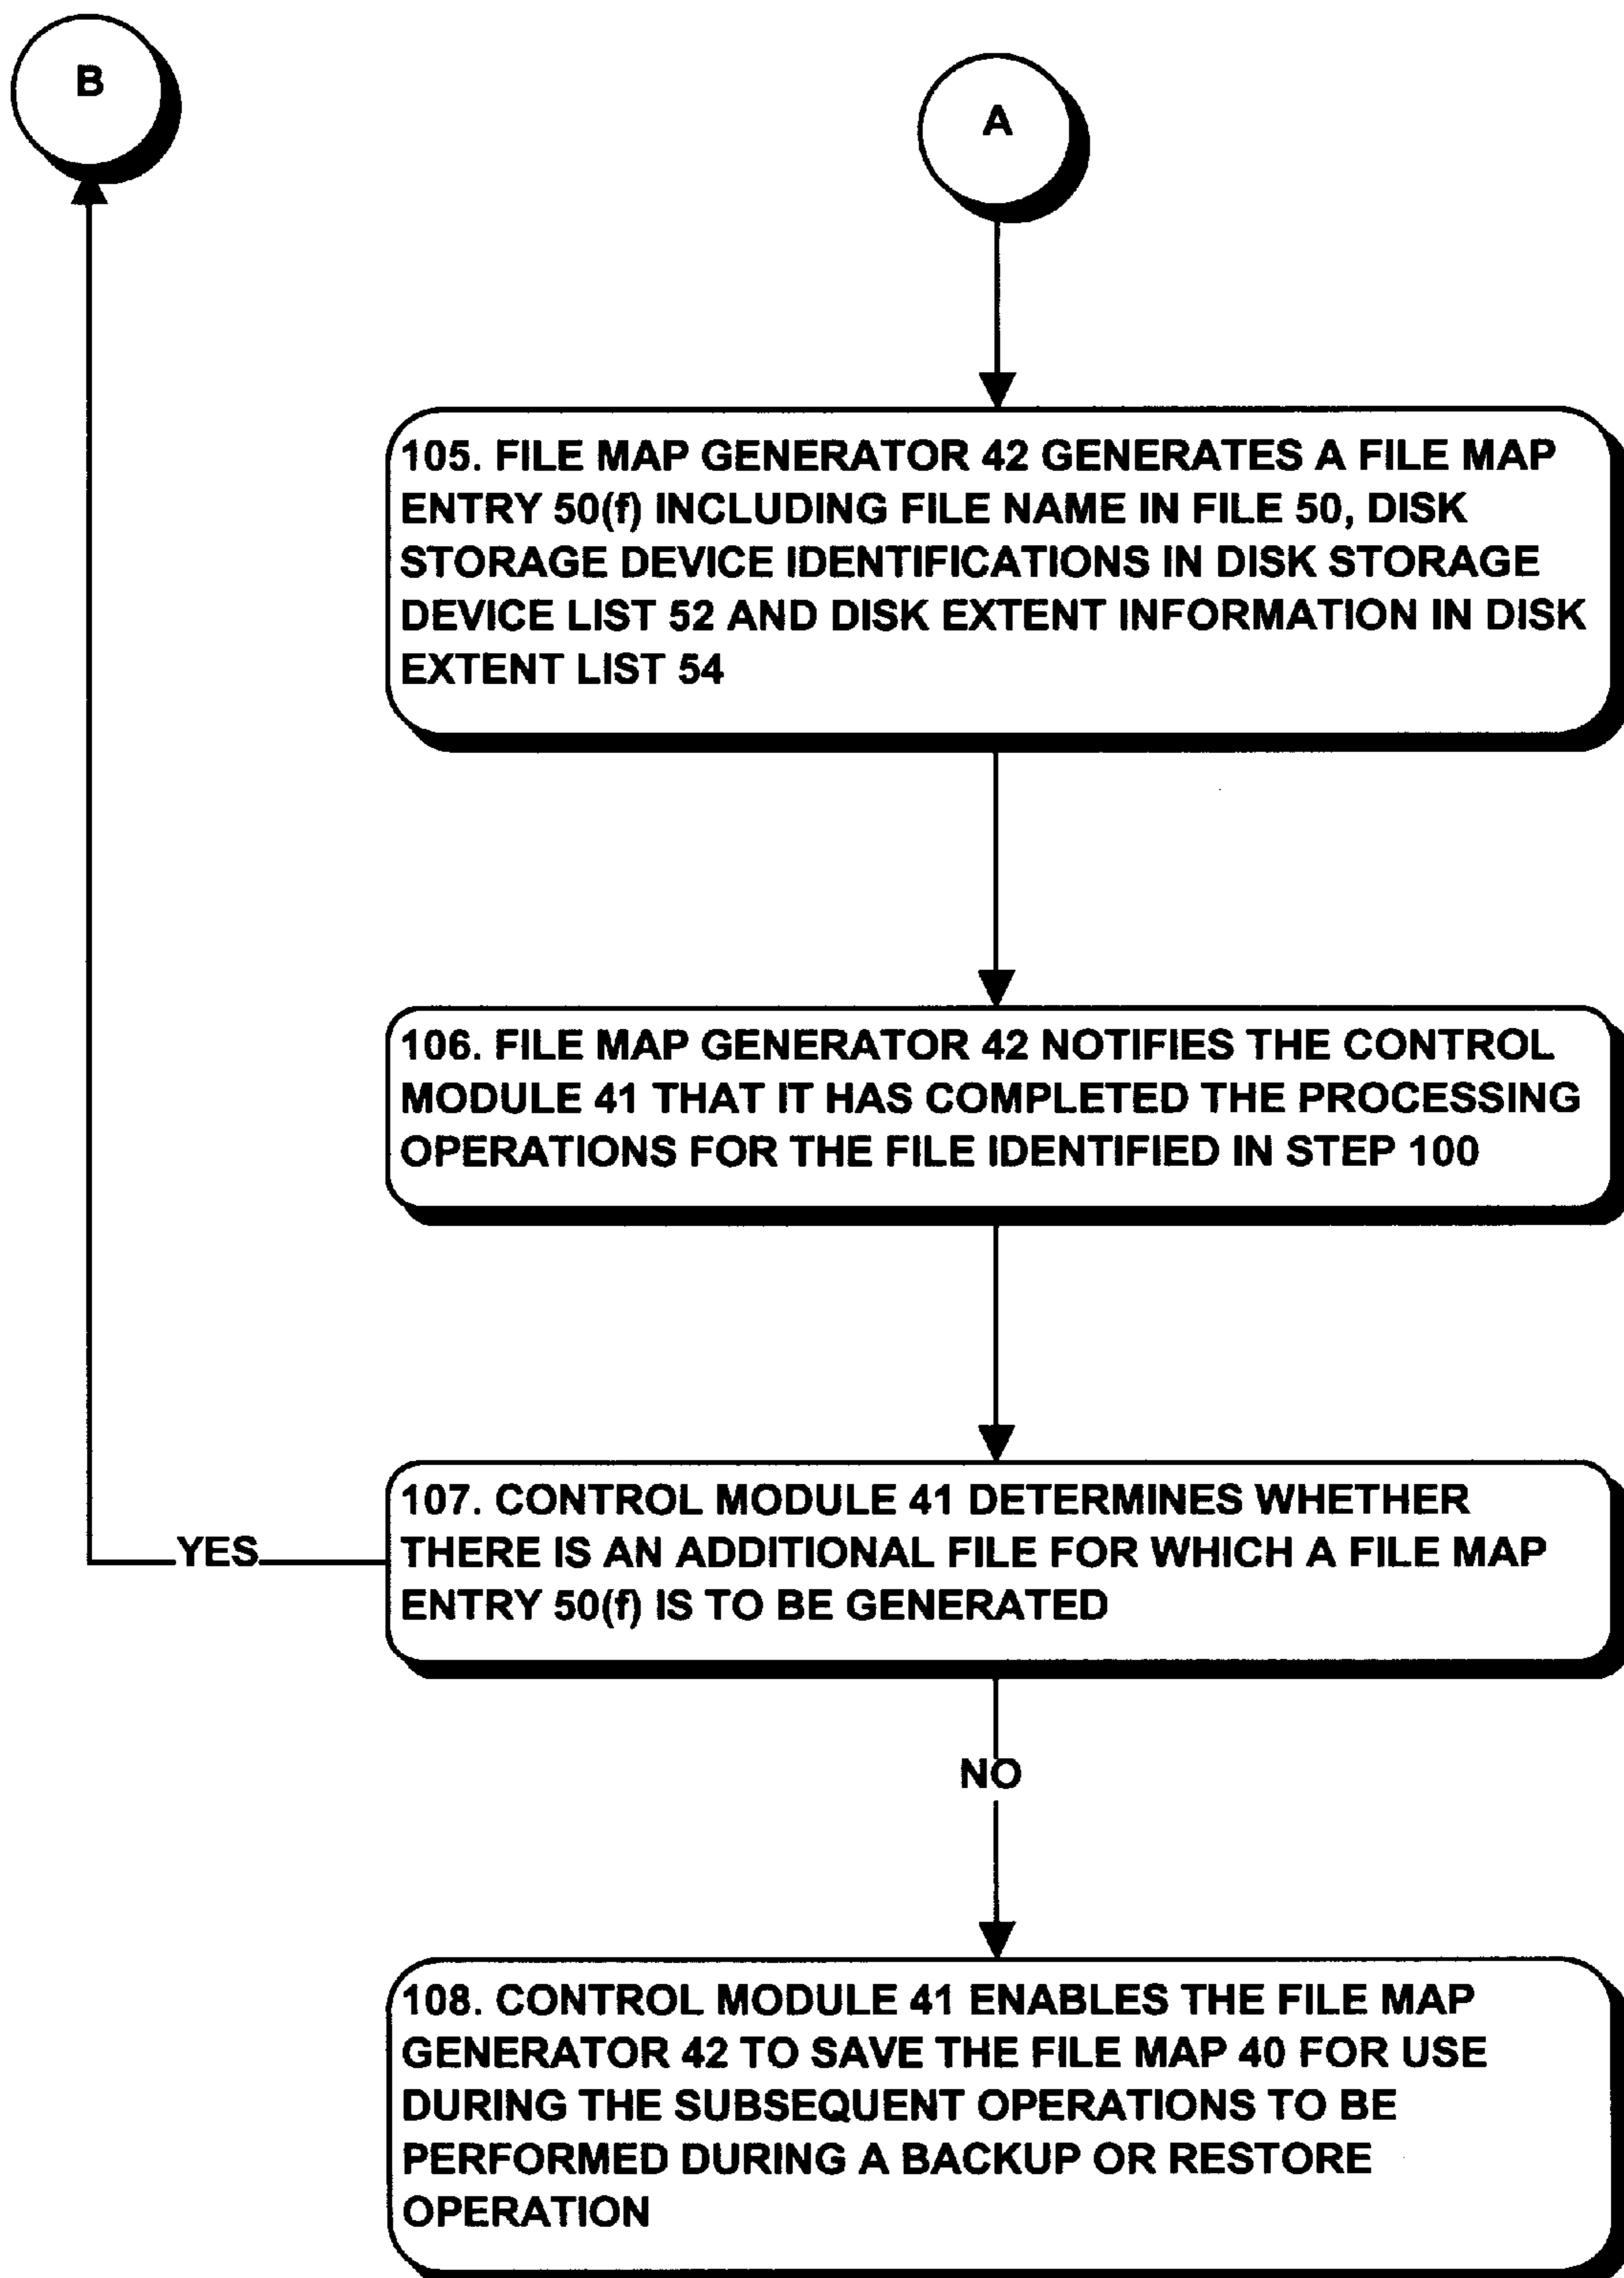 B
A
105. FILE MAP GENERATOR 42 GENERATES A FILE MAP
ENTRY 50(f) INCLUDING FILE NAME IN FILE 50, DISK
STORAGE DEVICE IDENTIFICATIONS IN DISK STORAGE
DEVICE LIST 52 AND DISK EXTENT INFORMATION IN DISK
EXTENT LIST 54
106. FILE MAP GENERATOR 42 NOTIFIES THE CONTROL
MODULE 41 THAT IT HAS COMPLETED THE PROCESSING
OPERATIONS FOR THE FILE IDENTIFIED IN STEP 100
107. CONTROL MODULE 41 DETERMINES WHETHER
THERE IS AN ADDITIONAL FILE FOR WHICH A FILE MAP
ENTRY 50(f) IS TO BE GENERATED
YES
NO
108. CONTROL MODULE 41 ENABLES THE FILE MAP
GENERATOR 42 TO SAVE THE FILE MAP 40 FOR USE
DURING THE SUBSEQUENT OPERATIONS TO BE
PERFORMED DURING A BACKUP OR RESTORE
OPERATION